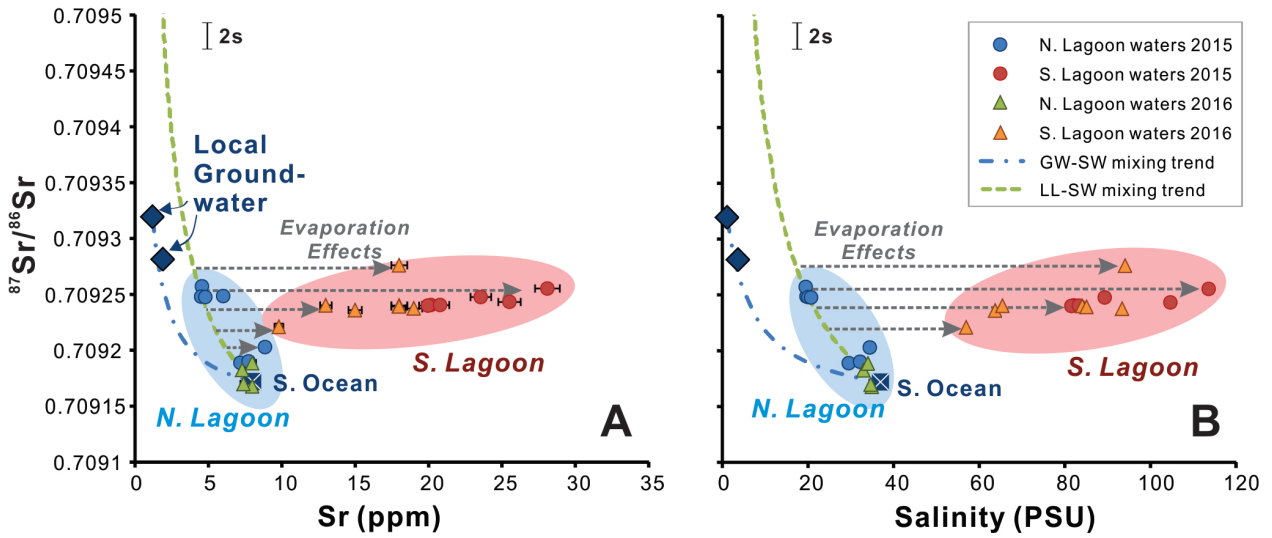 0.7095
0.70945
0.7094
0.70935
0.7093
0.70925
0.7092
0.70915
0.7091
87Sr/86Sr
2s
Local
Ground-
water
Evaporation
Effects
S. Lagoon
S. Ocean
N. Lagoon
A
0 5 10 15 20 25 30 35
Sr (ppm)
2s
N. Lagoon waters 2015
S. Lagoon waters 2015
N. Lagoon waters 2016
S. Lagoon waters 2016
GW-SW mixing trend
LL-SW mixing trend
Evaporation
Effects
S. Lagoon
S. Ocean
N. Lagoon
B
0 20 40 60 80 100 120
Salinity (PSU)